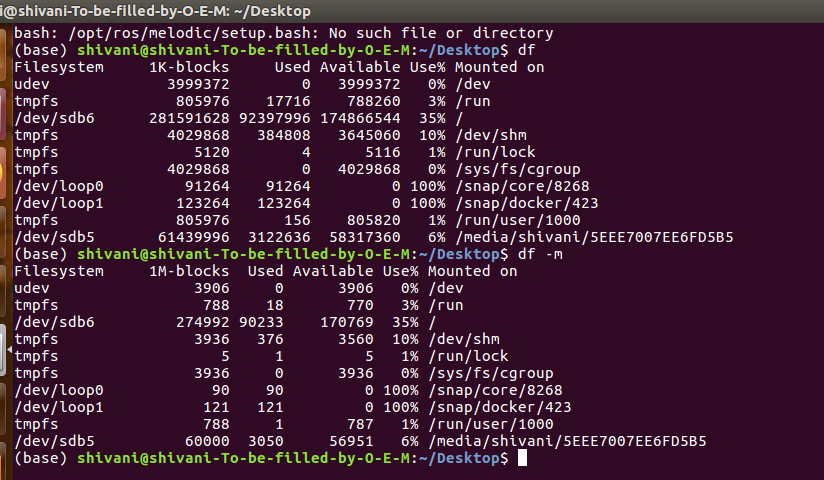 i@shivani-To-be-filled-by-O-E-M: ~/Desktop
bash: /opt/ros/melodic/setup.bash: No such file or directory
(base) shivani@shivani-To-be-filled-by-O-E-M:~/Desktop$ df
Filesystem     1K-blocks     Used Available Use% Mounted on
udev             3999372        0   3999372   0% /dev
tmpfs             805976    17716    788260   3% /run
/dev/sdb6      281591628 92397996 174866544  35% /
tmpfs            4029868   384808   3645060  10% /dev/shm
tmpfs               5120        4      5116   1% /run/lock
tmpfs            4029868        0   4029868   0% /sys/fs/cgroup
/dev/loop0         91264    91264         0 100% /snap/core/8268
/dev/loop1        123264   123264         0 100% /snap/docker/423
tmpfs             805976      156    805820   1% /run/user/1000
/dev/sdb5       61439996  3122636  58317360   6% /media/shivani/5EEE7007EE6FD5B5
(base) shivani@shivani-To-be-filled-by-O-E-M:~/Desktop$ df -m
Filesystem     1M-blocks  Used Available Use% Mounted on
udev                3906     0      3906   0% /dev
tmpfs                788    18       770   3% /run
/dev/sdb6         274992 90233    170769  35% /
tmpfs               3936   376      3560  10% /dev/shm
tmpfs                  5     1         5   1% /run/lock
tmpfs               3936     0      3936   0% /sys/fs/cgroup
/dev/loop0            90    90         0 100% /snap/core/8268
/dev/loop1           121   121         0 100% /snap/docker/423
tmpfs                788     1       787   1% /run/user/1000
/dev/sdb5          60000  3050     56951   6% /media/shivani/5EEE7007EE6FD5B5
(base) shivani@shivani-To-be-filled-by-O-E-M:~/Desktop$